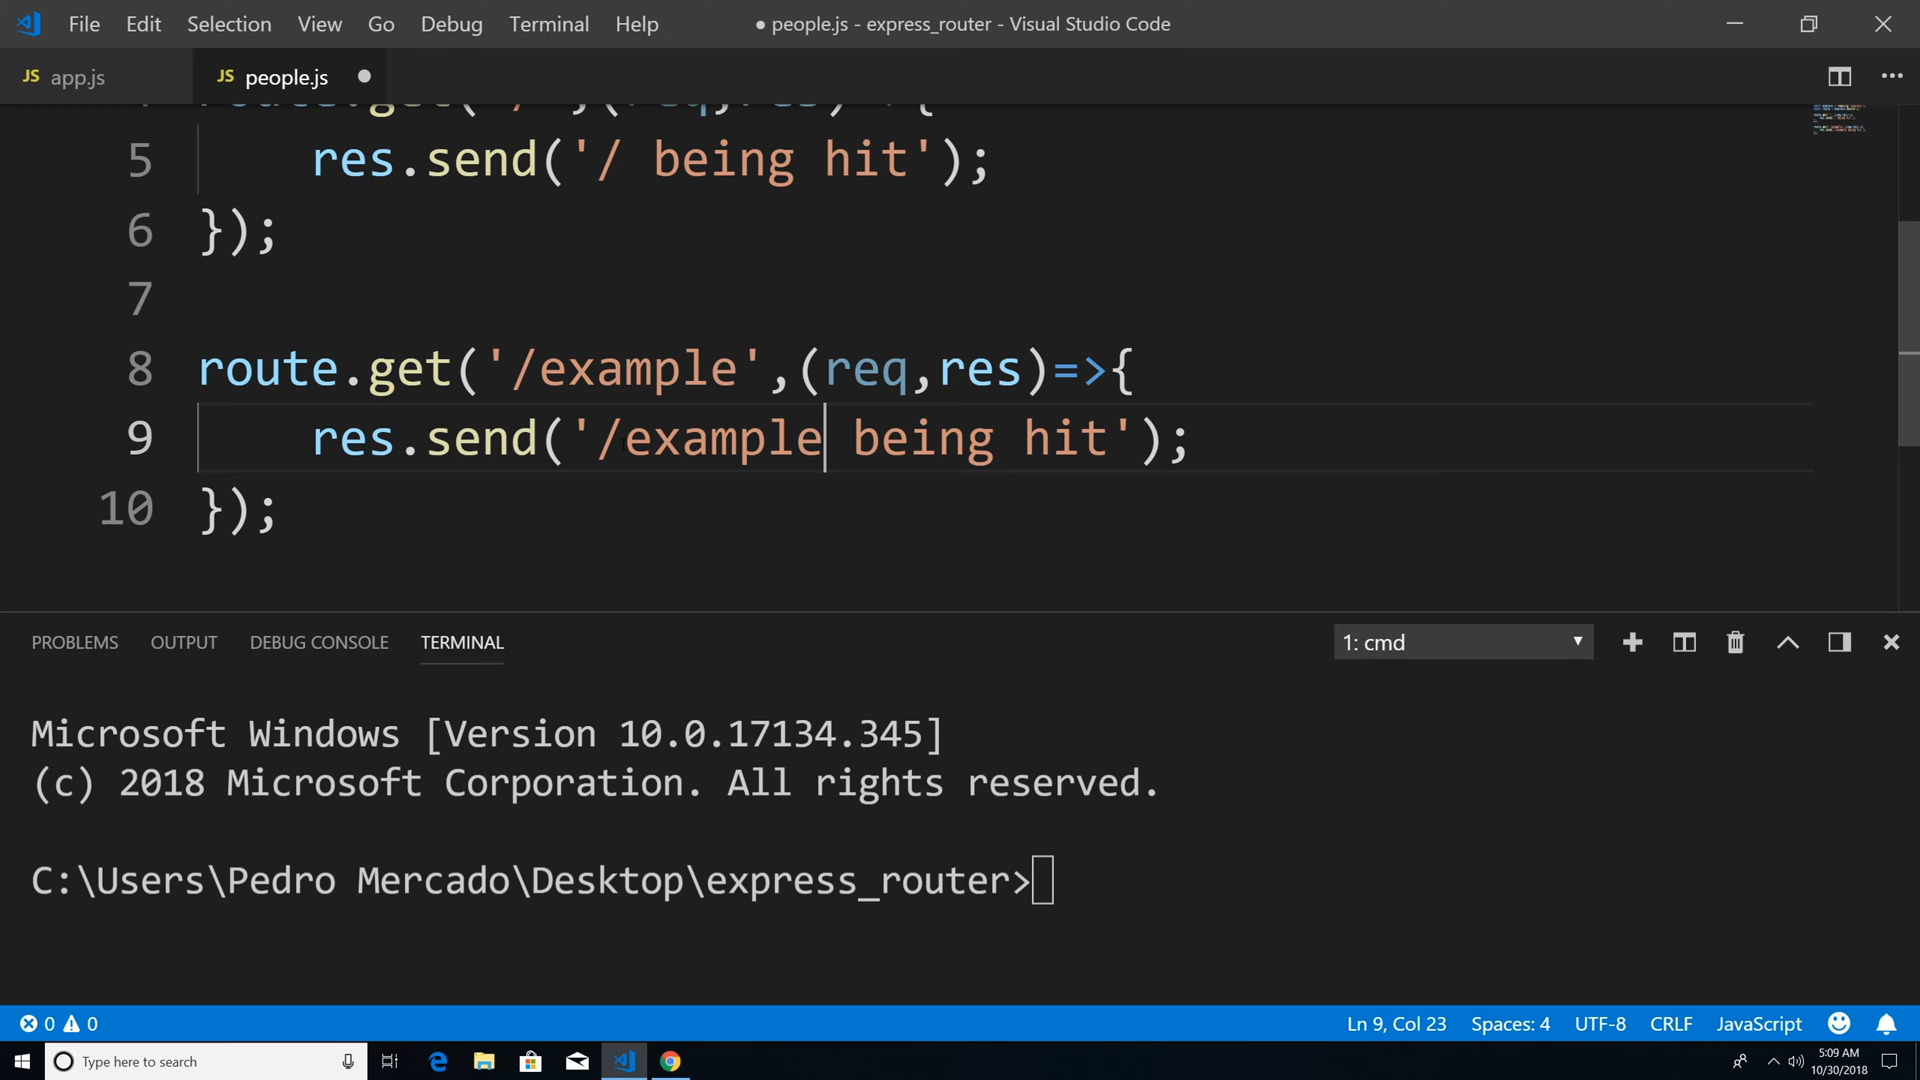 File Edit Selection View Go Debug Terminal Help ● people.js - express_router - Visual Studio Code
JS app.js JS people.js
route.get('/',(req,res)=>{
5 res.send('/ being hit');
6 });
7
8 route.get('/example',(req,res)=>{
9 res.send('/example being hit');
10 });
PROBLEMS OUTPUT DEBUG CONSOLE TERMINAL 1: cmd
Microsoft Windows [Version 10.0.17134.345]
(c) 2018 Microsoft Corporation. All rights reserved.
C:\Users\Pedro Mercado\Desktop\express_router>
0 0 Ln 9, Col 23 Spaces: 4 UTF-8 CRLF JavaScript
Type here to search 5:09 AM
10/30/2018